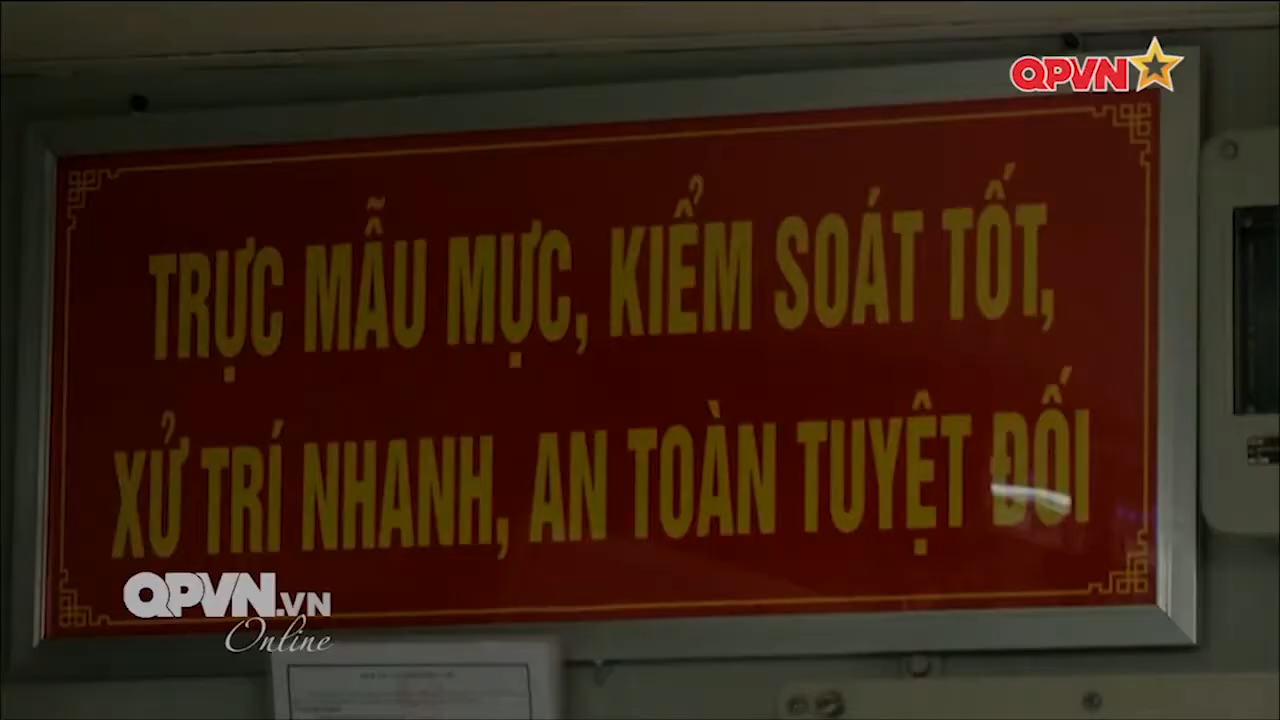 QPVN
TRỰC MẪU MỰC, KIỂM SOÁT TỐT,
XỬ TRÍ NHANH, AN TOÀN TUYỆT ĐỐI
QPVN.VN
Online